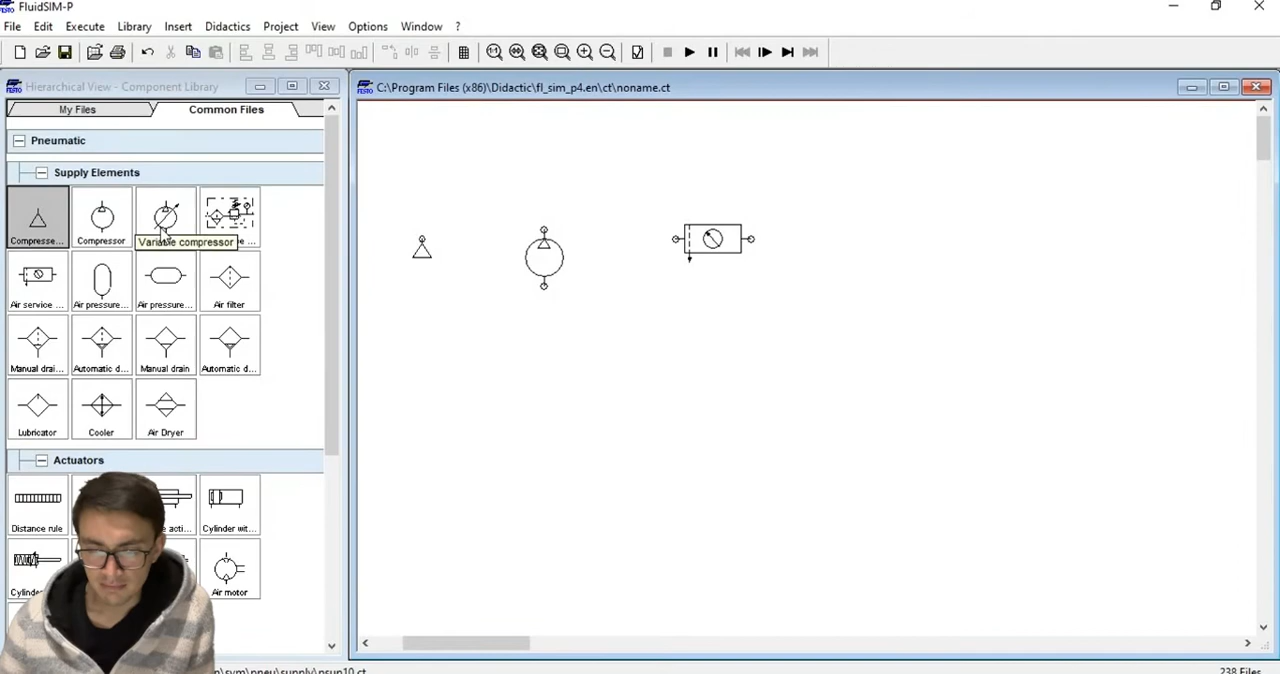 FluidSIM-P
File Edit Execute Library Insert Didactics Project View Options Window ?
Hierarchical View - Component Library
My Files Common Files
Pneumatic
Supply Elements
Compresse... Compressor
Variable compressor
Air service ... Air pressure... Air pressure... Air filter
Manual drai... Automatic d... Manual drain Automatic d...
Lubricator Cooler Air Dryer
Actuators
Distance rule Cylinder wit...
Air motor
C:\Program Files (x86)\Didactic\fl_sim_p4.en\ct\noname.ct
238 Files